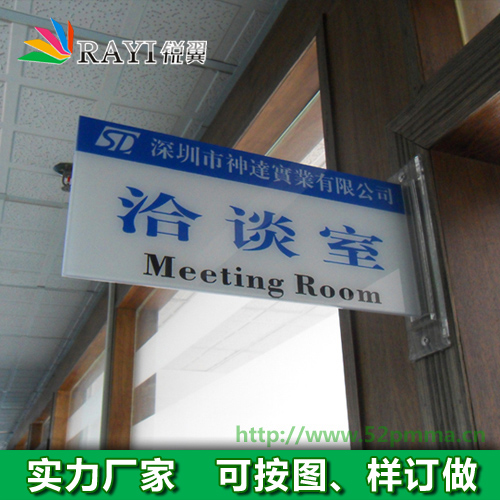 RAYI 锐翼
SD 深圳市神達實業有限公司
洽谈室
Meeting Room
http://www.52pmma.cn
实力厂家 可按图、样订做